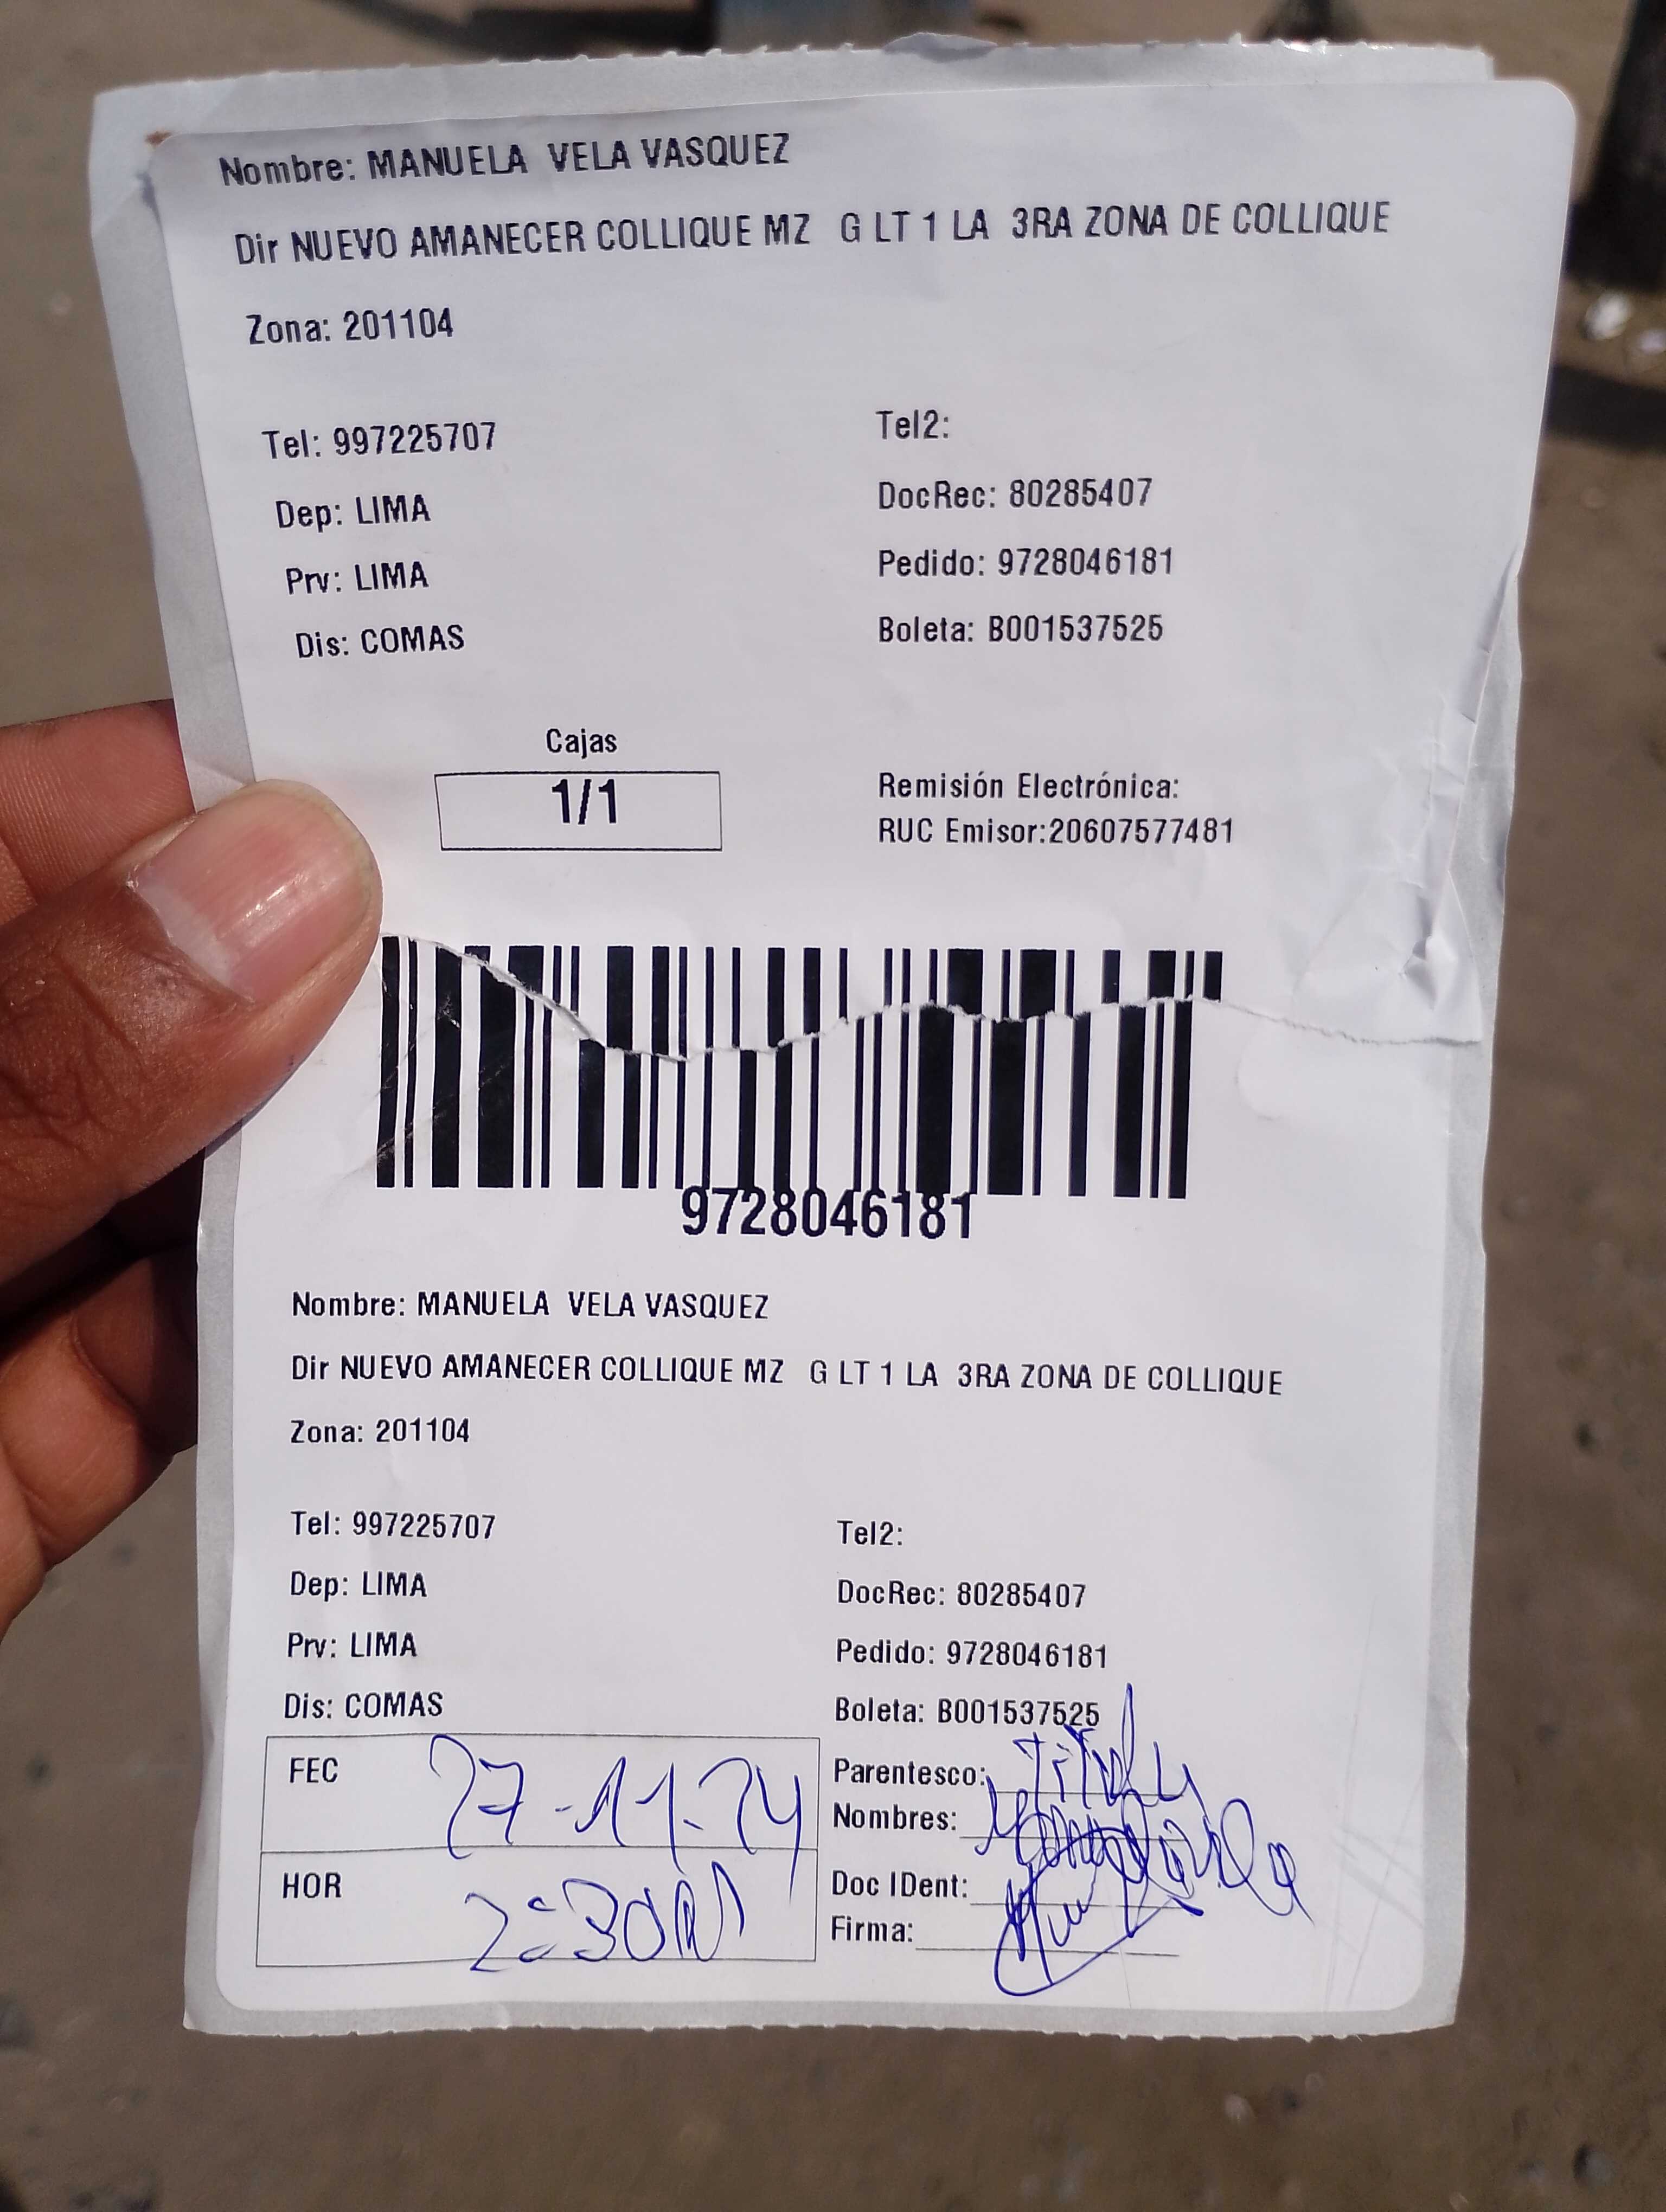 Nombre: MANUELA VELA VASQUEZ
Dir NUEVO AMANECER COLLIQUE MZ G LT 1 LA 3RA ZONA DE COLLIQUE
Zona: 201104
Tel: 997225707
Tel2:
Dep: LIMA
DocRec: 80285407
Prv: LIMA
Pedido: 9728046181
Dis: COMAS
Boleta: B001537525
Cajas
1/1
Remisión Electrónica:
RUC Emisor:20607577481
9728046181
Nombre: MANUELA VELA VASQUEZ
Dir NUEVO AMANECER COLLIQUE MZ G LT 1 LA 3RA ZONA DE COLLIQUE
Zona: 201104
Tel: 997225707
Tel2:
Dep: LIMA
DocRec: 80285407
Prv: LIMA
Pedido: 9728046181
Dis: COMAS
Boleta: B001537525
FEC 27-11-24
Parentesco:
Nombres:
HOR
Doc IDent:
Firma: